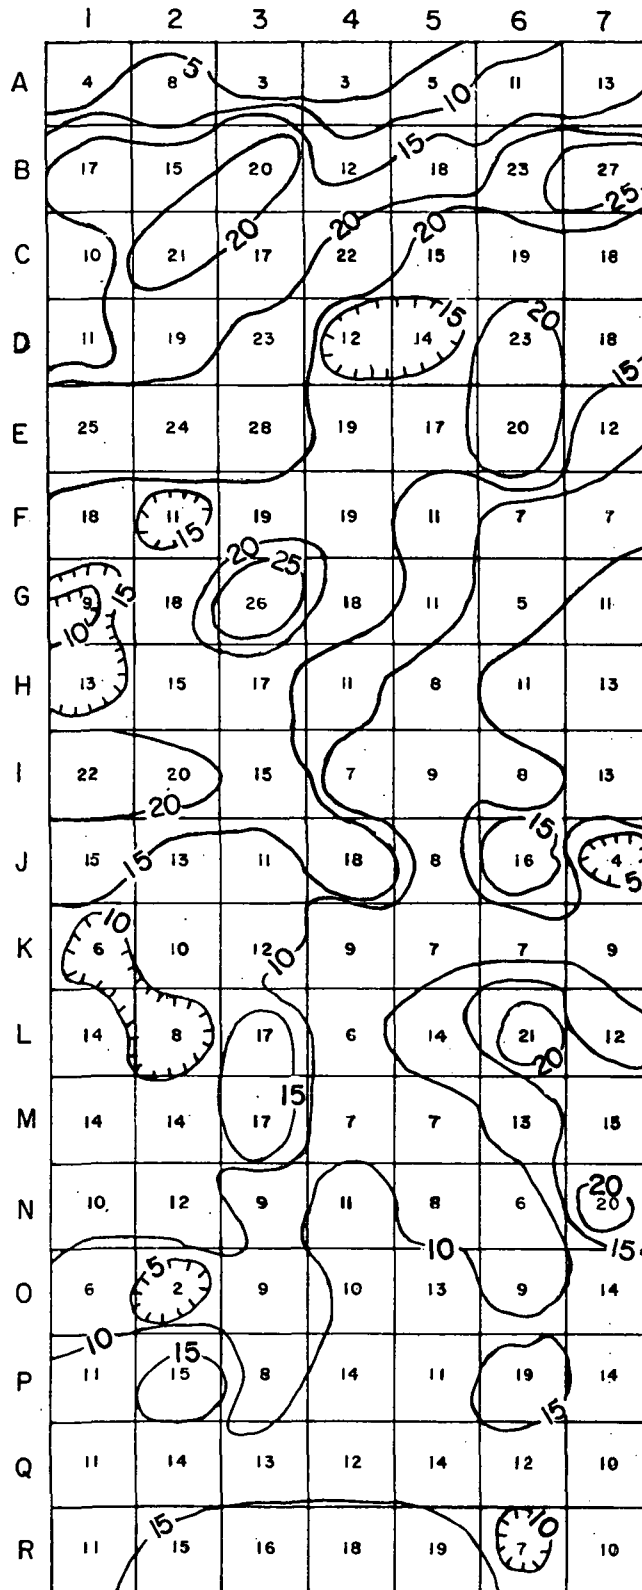 1 2 3 4 5 6 7
A 4 8 5 3 3 5 10 11 13
B 17 15 20 12 15 18 23 27 25
C 10 21 20 17 20 22 20 15 19 18
D 11 19 23 12 14 15 23 20 18 15
E 25 24 28 19 17 20 12
F 18 11 15 19 19 11 7 7
G 9 10 15 18 20 25 26 18 11 5 11
H 13 15 17 11 8 11 13
I 22 20 20 15 7 9 8 13
J 15 15 13 11 18 8 15 16 4 5
K 6 10 10 12 10 9 7 7 9
L 14 8 17 6 14 21 20 12
M 14 14 17 15 7 7 13 15
N 10 12 9 11 8 10 6 20 20 15
O 6 5 2 9 10 13 9 14
P 10 11 15 15 8 14 11 19 15 14
Q 11 14 13 12 14 12 10
R 11 15 15 16 18 19 10 7 10